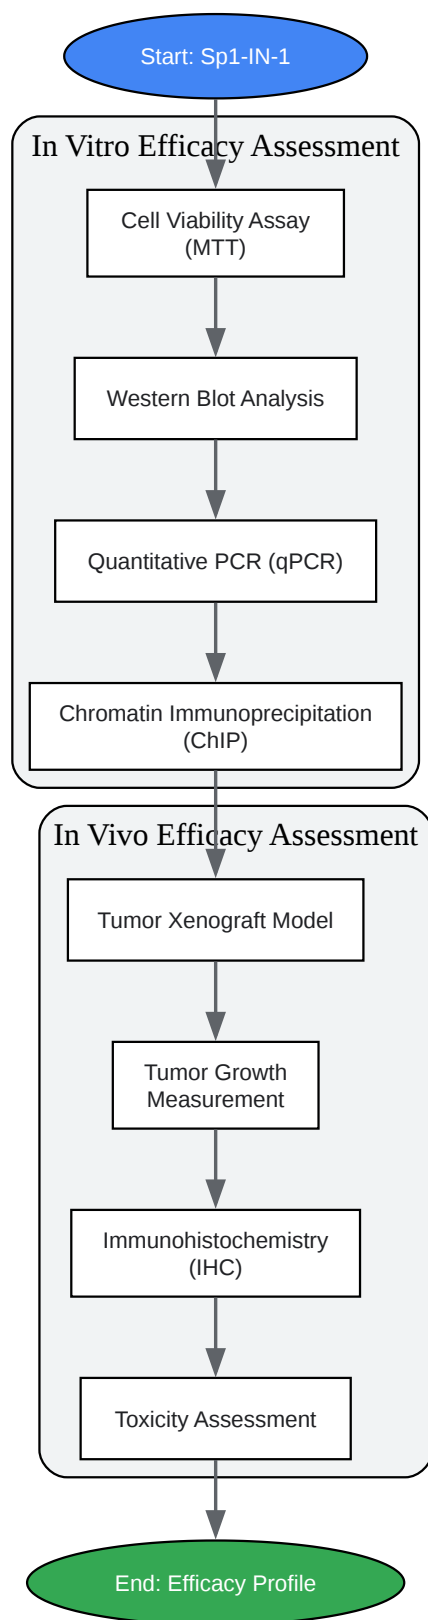 Start: Sp1-IN-1
In Vitro Efficacy Assessment
Cell Viability Assay
(MTT)
Western Blot Analysis
Quantitative PCR (qPCR)
Chromatin Immunoprecipitation
(ChIP)
In Vivo Efficacy Assessment
Tumor Xenograft Model
Tumor Growth
Measurement
Immunohistochemistry
(IHC)
Toxicity Assessment
End: Efficacy Profile